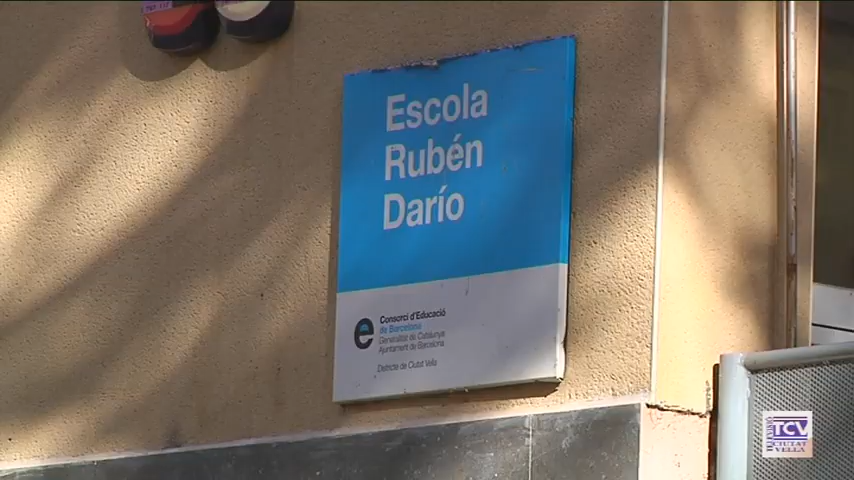 Escola
Rubén
Darío
e
Consorci d'Educació
de Barcelona
Generalitat de Catalunya
Ajuntament de Barcelona
Districte de Ciutat Vella
TCV
CIUTAT
VELLA